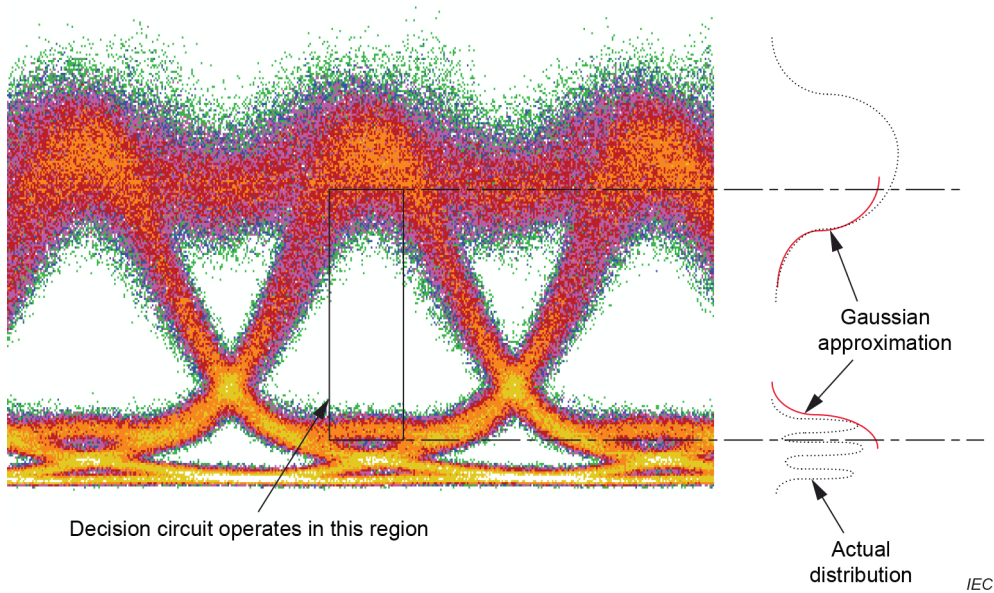 Gaussian
approximation
Decision circuit operates in this region
Actual
distribution
IEC